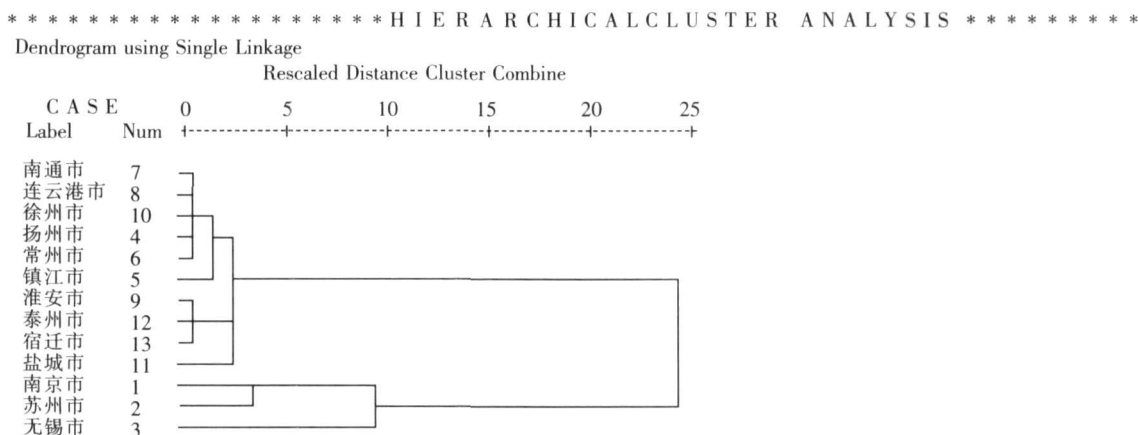 * * * * * * * * * * * * * * * * * H I E R A R C H I C A L C L U S T E R A N A L Y S I S * * * * * * * * *
Dendrogram using Single Linkage
Rescaled Distance Cluster Combine
C A S E 0 5 10 15 20 25
Label Num
南通市 7
连云港市 8
徐州市 10
扬州市 4
常州市 6
镇江市 5
淮安市 9
泰州市 12
宿迁市 13
盐城市 11
南京市 1
苏州市 2
无锡市 3